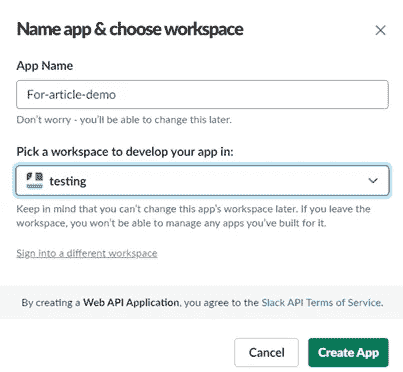 Name app & choose workspace
App Name
For-article-demo
Don't worry - you'll be able to change this later.
Pick a workspace to develop your app in:
testing
Keep in mind that you can't change this app's workspace later. If you leave the
workspace, you won't be able to manage any apps you've built for it.
Sign into a different workspace
By creating a Web API Application, you agree to the Slack API Terms of Service.
Cancel
Create App